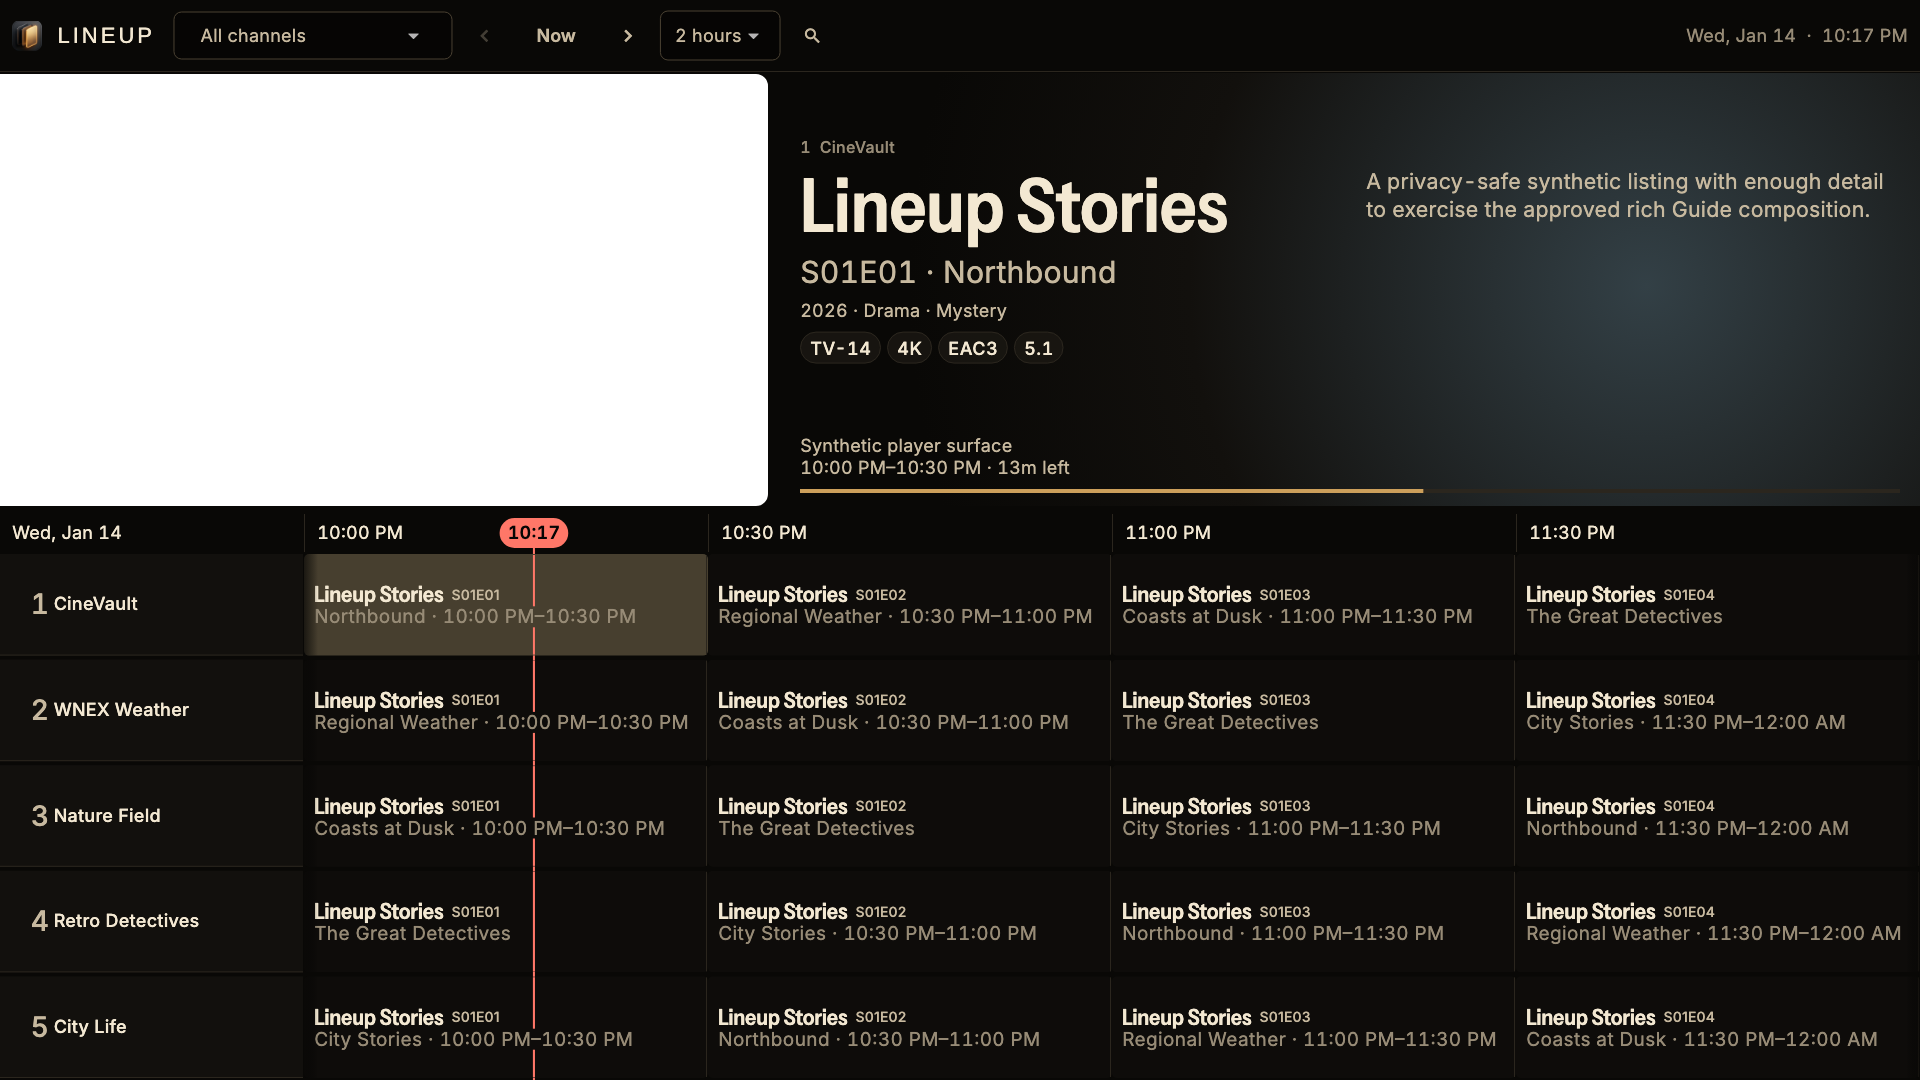 LINEUP All channels Now 2 hours Wed, Jan 14 · 10:17 PM
1 CineVault
Lineup Stories
S01E01 · Northbound
2026 · Drama · Mystery
TV-14 4K EAC3 5.1
A privacy-safe synthetic listing with enough detail
to exercise the approved rich Guide composition.
Synthetic player surface
10:00 PM–10:30 PM · 13m left
Wed, Jan 14 10:00 PM 10:17 10:30 PM 11:00 PM 11:30 PM
1 CineVault
Lineup Stories S01E01
Northbound · 10:00 PM–10:30 PM
Lineup Stories S01E02
Regional Weather · 10:30 PM–11:00 PM
Lineup Stories S01E03
Coasts at Dusk · 11:00 PM–11:30 PM
Lineup Stories S01E04
The Great Detectives
2 WNEX Weather
Lineup Stories S01E01
Regional Weather · 10:00 PM–10:30 PM
Lineup Stories S01E02
Coasts at Dusk · 10:30 PM–11:00 PM
Lineup Stories S01E03
The Great Detectives
Lineup Stories S01E04
City Stories · 11:30 PM–12:00 AM
3 Nature Field
Lineup Stories S01E01
Coasts at Dusk · 10:00 PM–10:30 PM
Lineup Stories S01E02
The Great Detectives
Lineup Stories S01E03
City Stories · 11:00 PM–11:30 PM
Lineup Stories S01E04
Northbound · 11:30 PM–12:00 AM
4 Retro Detectives
Lineup Stories S01E01
The Great Detectives
Lineup Stories S01E02
City Stories · 10:30 PM–11:00 PM
Lineup Stories S01E03
Northbound · 11:00 PM–11:30 PM
Lineup Stories S01E04
Regional Weather · 11:30 PM–12:00 AM
5 City Life
Lineup Stories S01E01
City Stories · 10:00 PM–10:30 PM
Lineup Stories S01E02
Northbound · 10:30 PM–11:00 PM
Lineup Stories S01E03
Regional Weather · 11:00 PM–11:30 PM
Lineup Stories S01E04
Coasts at Dusk · 11:30 PM–12:00 AM